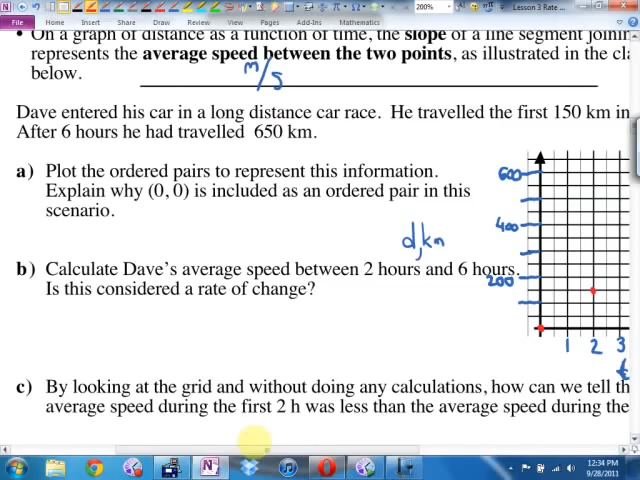 200%
Lesson 3 Rate
File Home Insert Share Draw Review View Add-Ins Mathematics
• On a graph of distance as a function of time, the slope of a line segment joinin
represents the average speed between the two points, as illustrated in the cla
below.
m/s
Dave entered his car in a long distance car race. He travelled the first 150 km in
After 6 hours he had travelled 650 km.
a) Plot the ordered pairs to represent this information.
Explain why (0, 0) is included as an ordered pair in this
scenario.
600
400
d, km
b) Calculate Dave's average speed between 2 hours and 6 hours.
Is this considered a rate of change?
200
1 2 3
t
c) By looking at the grid and without doing any calculations, how can we tell th
average speed during the first 2 h was less than the average speed during the
12:34 PM
9/28/2011